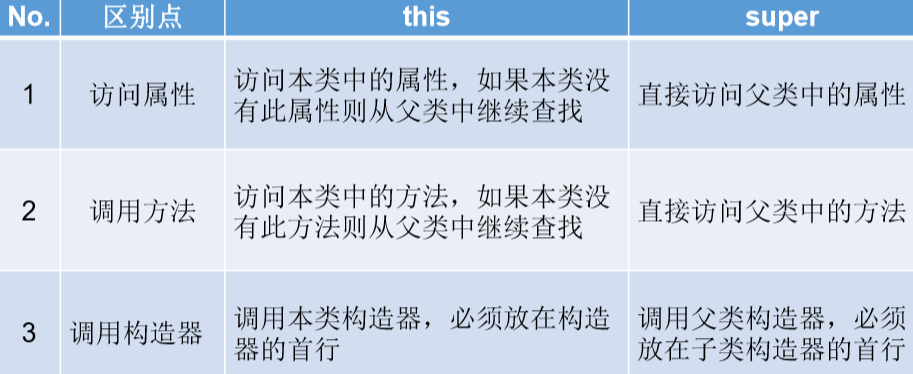 No. 区别点 this super
1 访问属性 访问本类中的属性，如果本类没有此属性则从父类中继续查找 直接访问父类中的属性
2 调用方法 访问本类中的方法，如果本类没有此方法则从父类中继续查找 直接访问父类中的方法
3 调用构造器 调用本类构造器，必须放在构造器的首行 调用父类构造器，必须放在子类构造器的首行